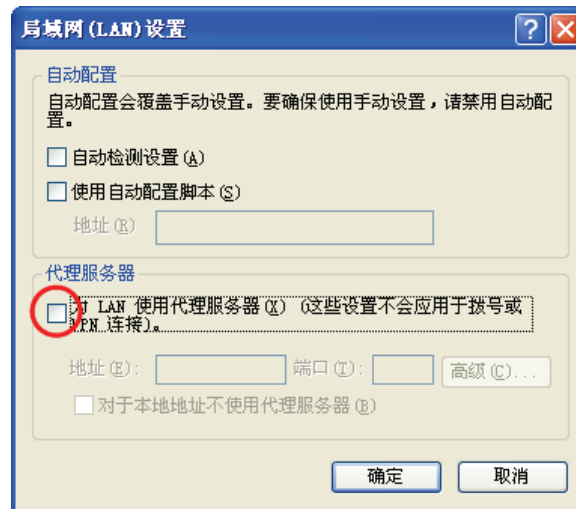 局域网(LAN)设置
自动配置
自动配置会覆盖手动设置。要确保使用手动设置，请禁用自动配
置。
自动检测设置(A)
使用自动配置脚本(S)
地址(R)
代理服务器
为 LAN 使用代理服务器(X) (这些设置不会应用于拨号或
VPN 连接)。
地址(E): 端口(T): 高级(C)...
对于本地地址不使用代理服务器(B)
确定 取消